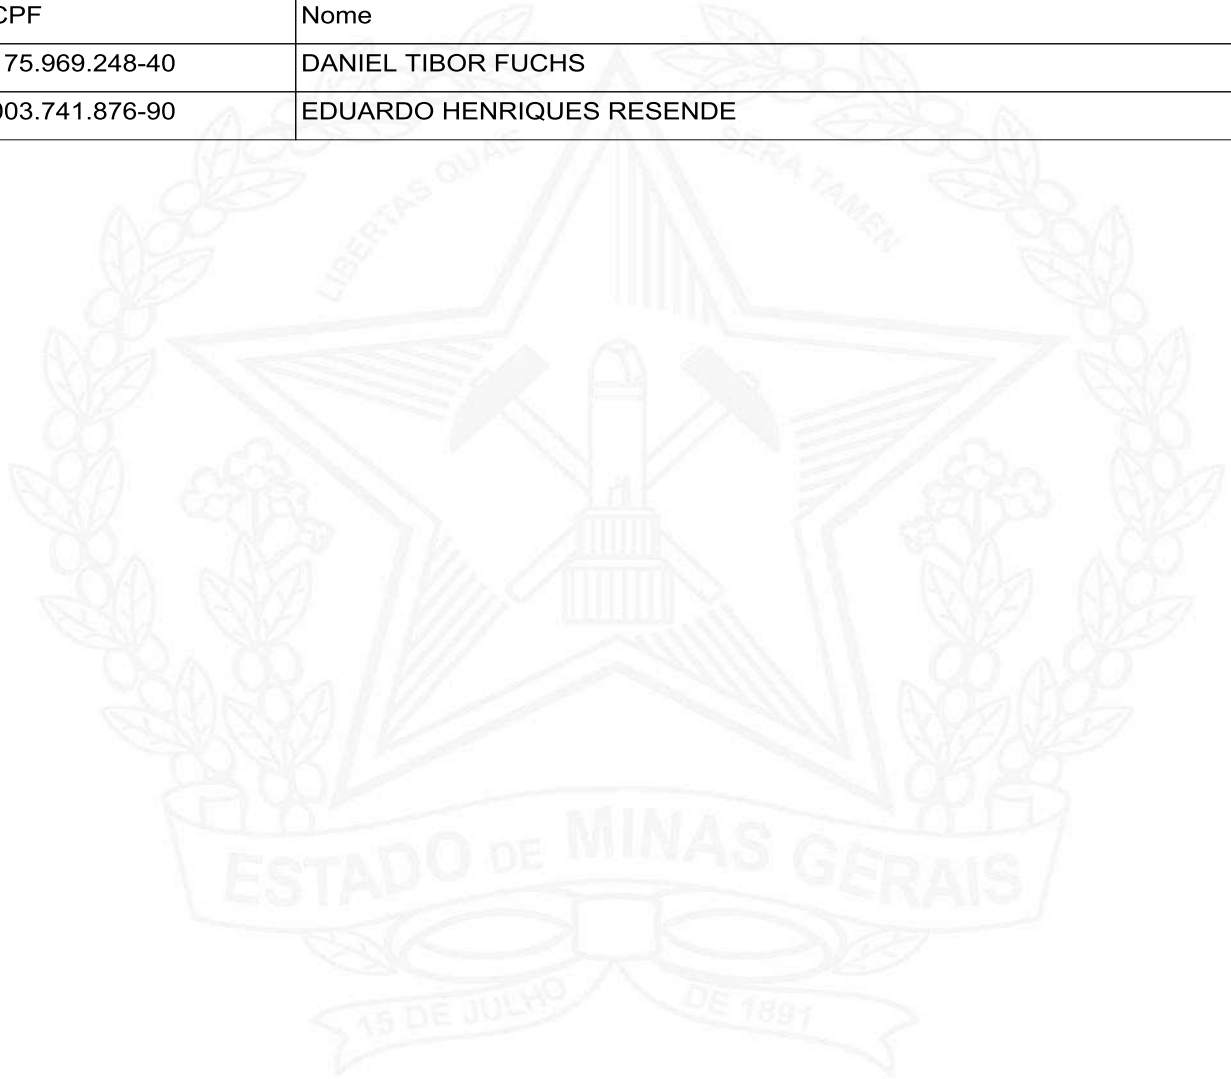 CPF Nome
75.969.248-40 DANIEL TIBOR FUCHS
003.741.876-90 EDUARDO HENRIQUES RESENDE
LIBERTAS QUAE SERA TAMEN
ESTADO DE MINAS GERAIS
15 DE JULHO DE 1891